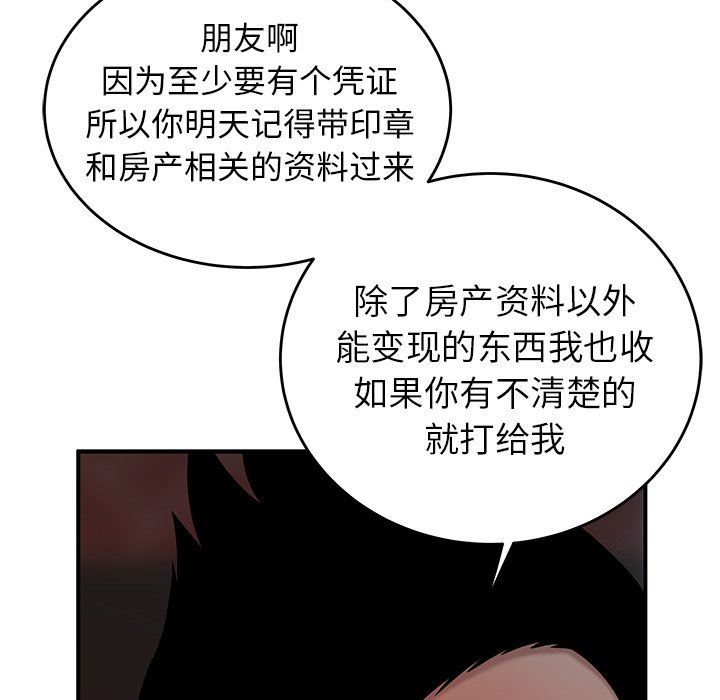 朋友啊
因为至少要有个凭证
所以你明天记得带印章
和房产相关的资料过来
除了房产资料以外
能变现的东西我也收
如果你有不清楚的
就打给我